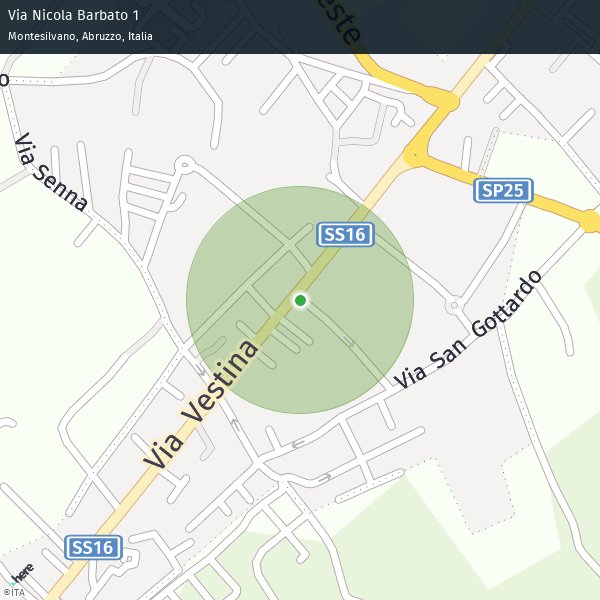 Via Nicola Barbato 1
Montesilvano, Abruzzo, Italia
este
o
Via Senna
SP25
SS16
Via San Gottardo
Via Vestina
SS16
here
©ITA